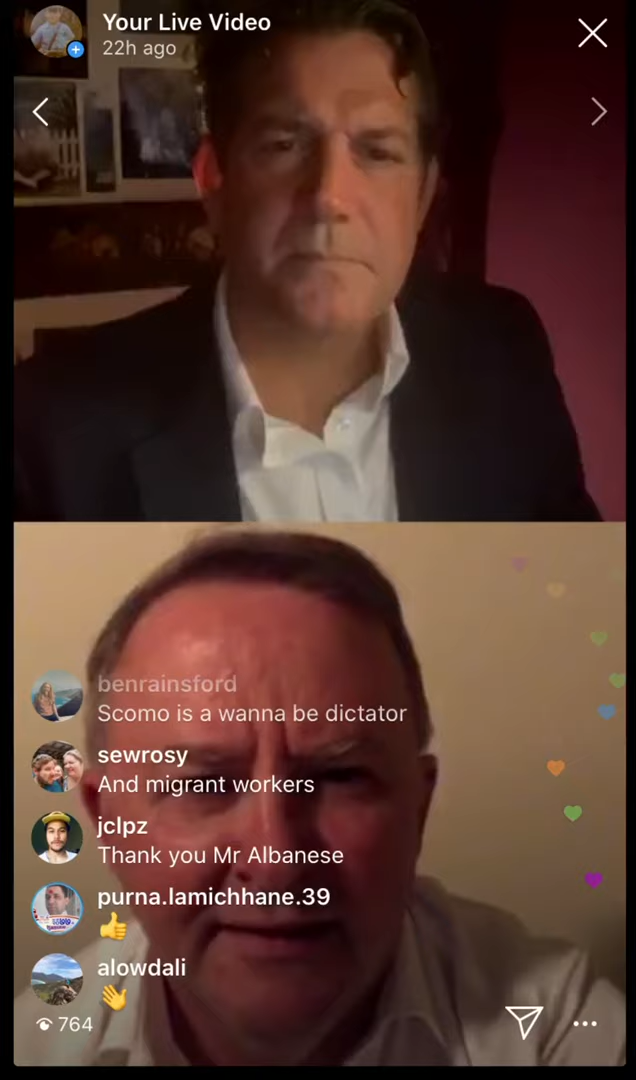 Your Live Video
22h ago
benrainsford
Scomo is a wanna be dictator
sewrosy
And migrant workers
jclpz
Thank you Mr Albanese
purna.lamichhane.39
👍
alowdali
👋
764